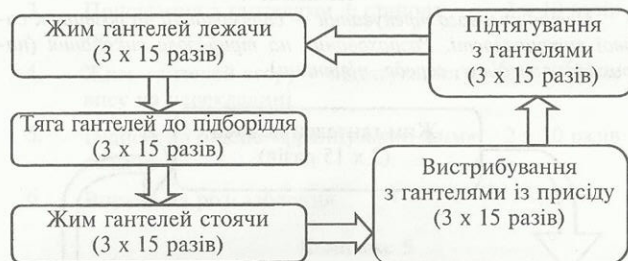 Жим гантелей лежачи
(3 х 15 разів)
Тяга гантелей до підборіддя
(3 х 15 разів)
Жим гантелей стоячи
(3 х 15 разів)
Вистрибування
з гантелями із присіду
(3 х 15 разів)
Підтягування
з гантелями
(3 х 15 разів)